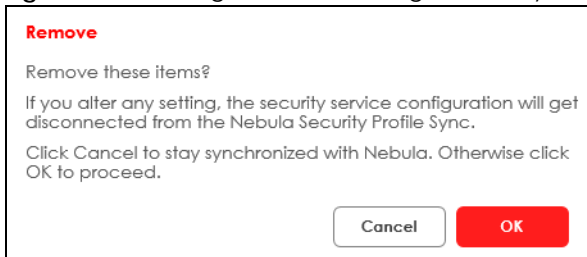 Remove
Remove these items?
If you alter any setting, the security service configuration will get
disconnected from the Nebula Security Profile Sync.
Click Cancel to stay synchronized with Nebula. Otherwise click
OK to proceed.
Cancel OK